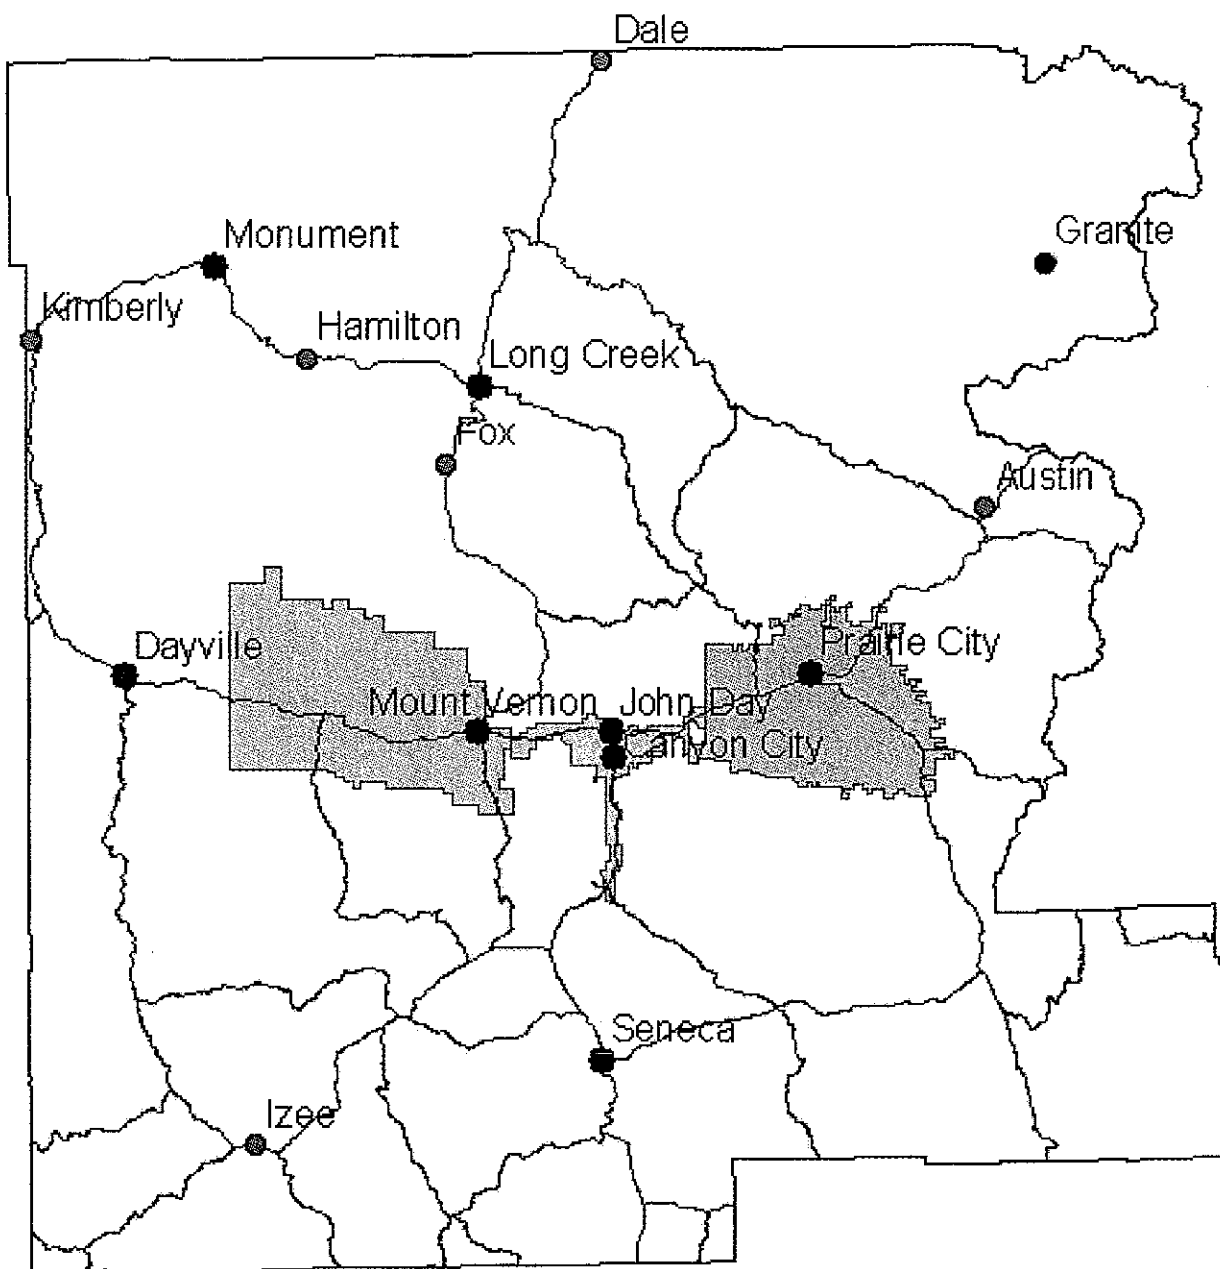 Dale
Monument
Granite
Kimberly
Hamilton
Long Creek
Fox
Austin
Dayville
Prairie City
Mount Vernon
John Day
Canyon City
Seneca
Izee